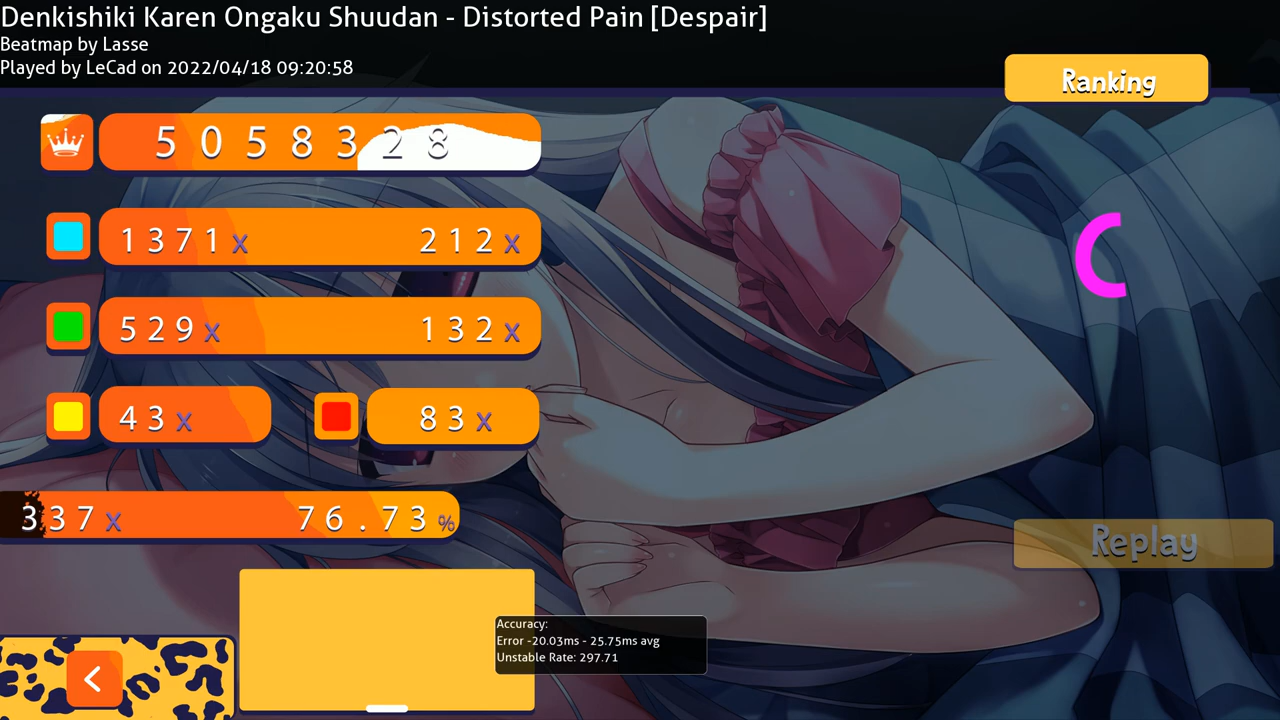 Denkishiki Karen Ongaku Shuudan - Distorted Pain [Despair]
Beatmap by Lasse
Played by LeCad on 2022/04/18 09:20:58
Ranking
5058328
1371x 212x
529x 132x
43x 83x
337x 76.73%
C
Replay
Accuracy:
Error -20.03ms - 25.75ms avg
Unstable Rate: 297.71